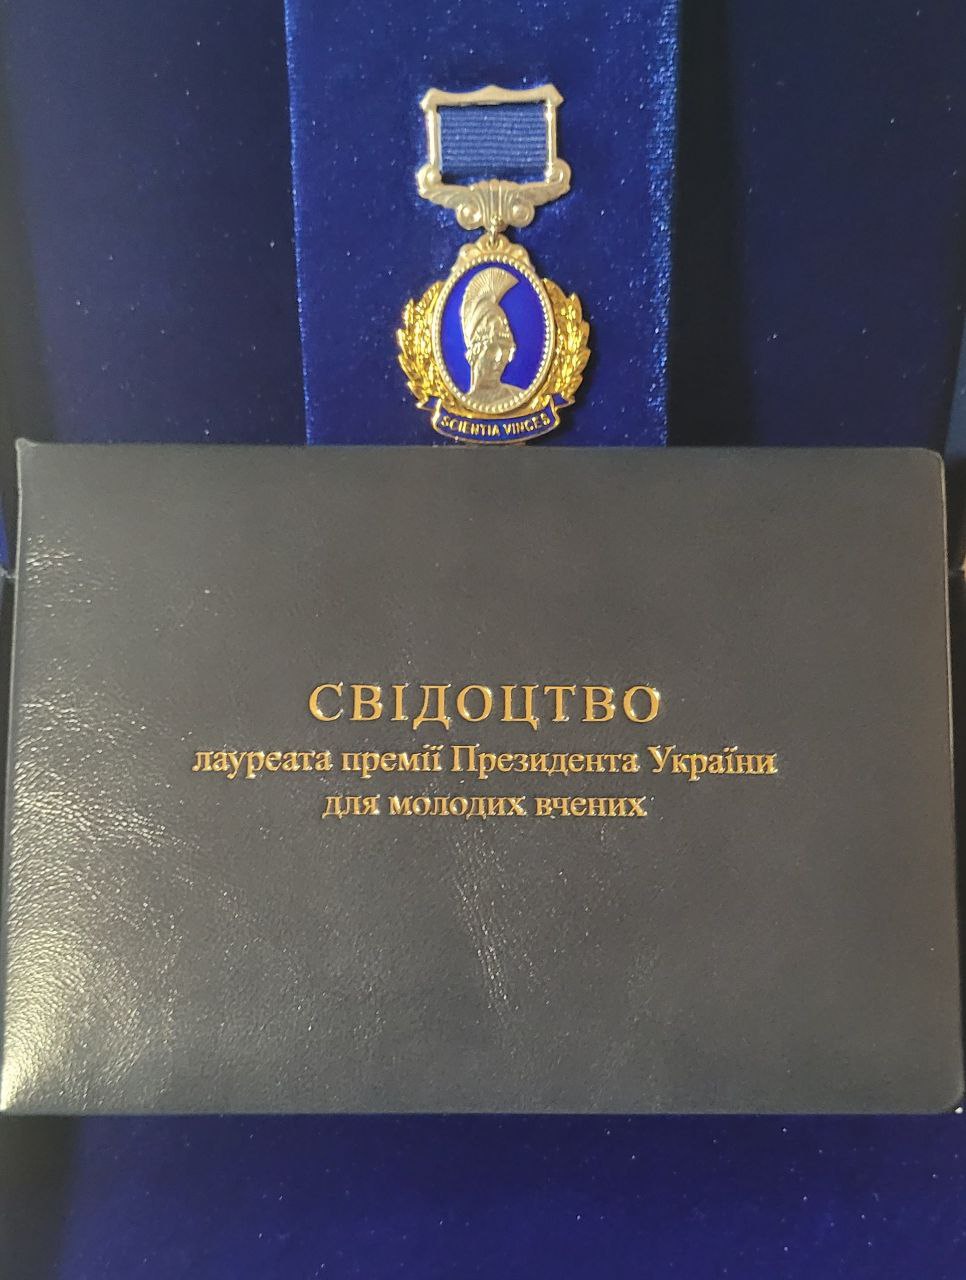 SCIENTIA VINCES
СВІДОЦТВО
лауреата премії Президента України
для молодих вчених